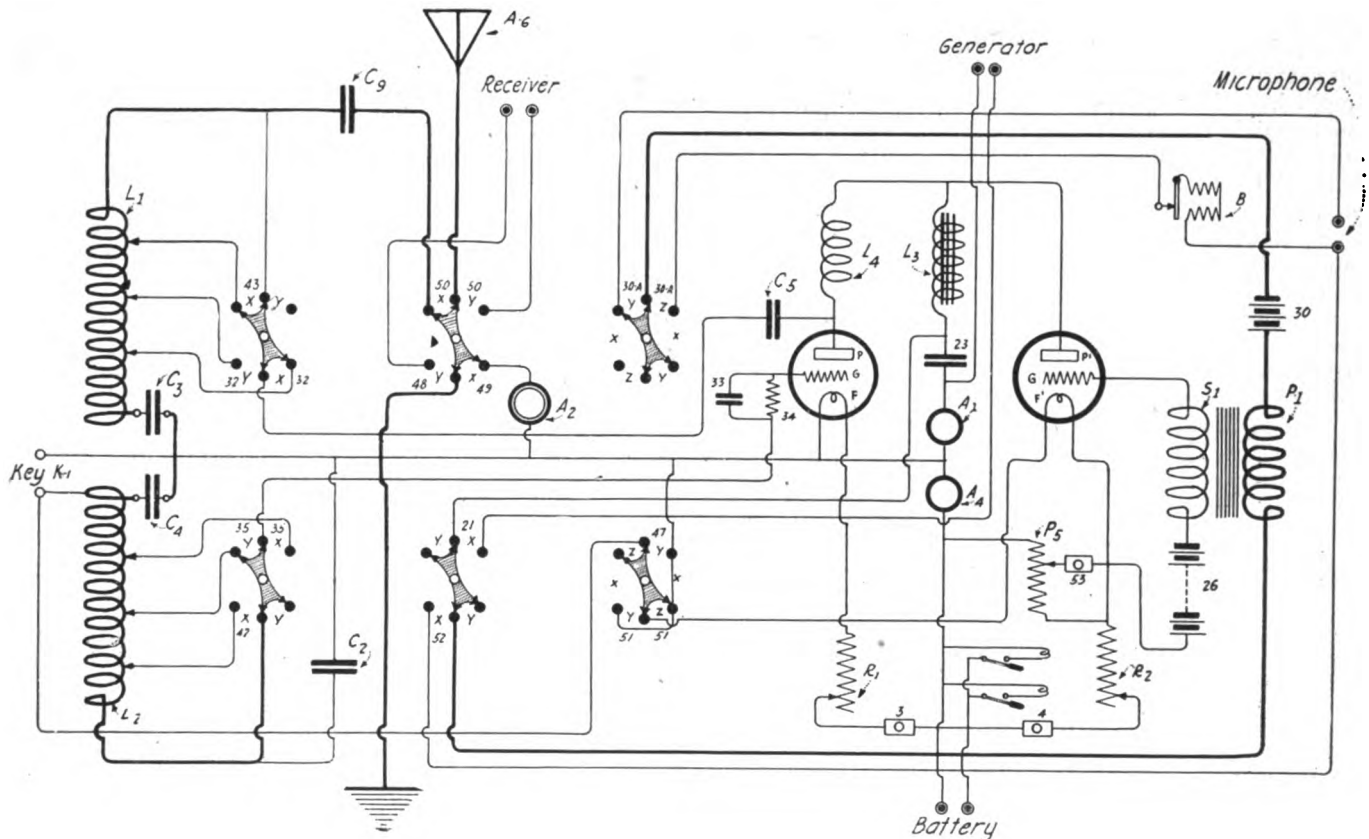 A-6
Generator
C9
Receiver
Microphone
L1
B
L4
L3
C5
43
X Y
50 50
X Y
30-A 30-A
Y Z
X X
Z Y
30
23
P
G
F
P'
G
F'
33
34
S1
P1
32 Y X 32
C3
48 Y X 49
A2
A1
Key K-1
C4
A4
35 35
Y X
21
Y X
47
Z Y
X X
P5
53
26
X Y
42
X Y
52
Y Z
51 51
C2
R1
R2
L2
3
4
Battery